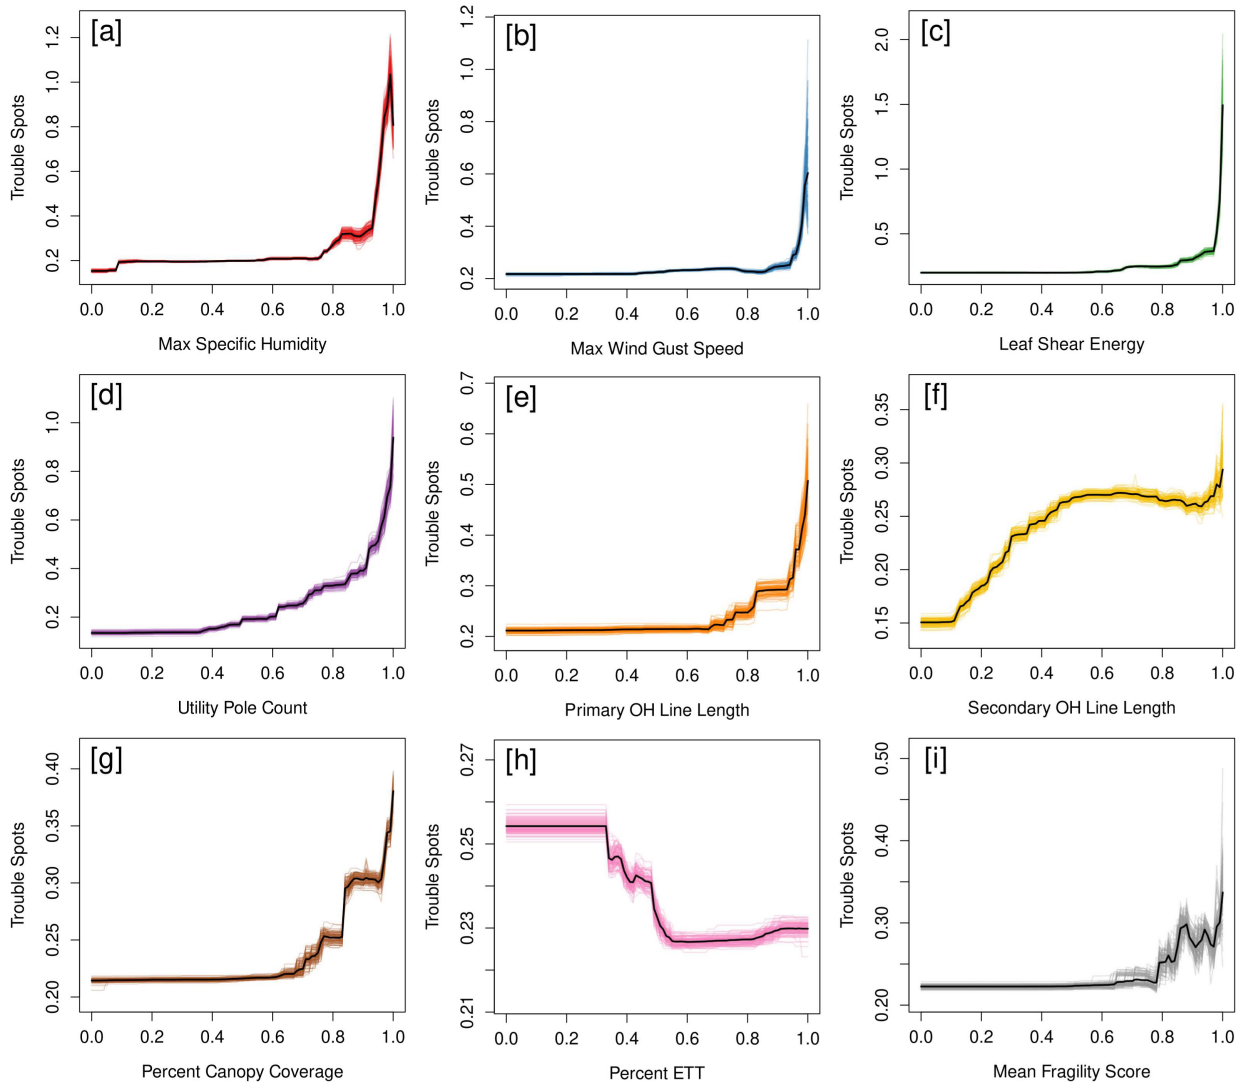 [a]
Trouble Spots
1.2
1.0
0.8
0.6
0.4
0.2
0.0 0.2 0.4 0.6 0.8 1.0
Max Specific Humidity
[b]
Trouble Spots
1.2
1.0
0.8
0.6
0.4
0.2
0.0 0.2 0.4 0.6 0.8 1.0
Max Wind Gust Speed
[c]
Trouble Spots
2.0
1.5
1.0
0.5
0.0 0.2 0.4 0.6 0.8 1.0
Leaf Shear Energy
[d]
Trouble Spots
1.0
0.8
0.6
0.4
0.2
0.0 0.2 0.4 0.6 0.8 1.0
Utility Pole Count
[e]
Trouble Spots
0.7
0.6
0.5
0.4
0.3
0.2
0.0 0.2 0.4 0.6 0.8 1.0
Primary OH Line Length
[f]
Trouble Spots
0.35
0.30
0.25
0.20
0.15
0.0 0.2 0.4 0.6 0.8 1.0
Secondary OH Line Length
[g]
Trouble Spots
0.40
0.35
0.30
0.25
0.20
0.0 0.2 0.4 0.6 0.8 1.0
Percent Canopy Coverage
[h]
Trouble Spots
0.27
0.25
0.23
0.21
0.0 0.2 0.4 0.6 0.8 1.0
Percent ETT
[i]
Trouble Spots
0.50
0.40
0.30
0.20
0.0 0.2 0.4 0.6 0.8 1.0
Mean Fragility Score